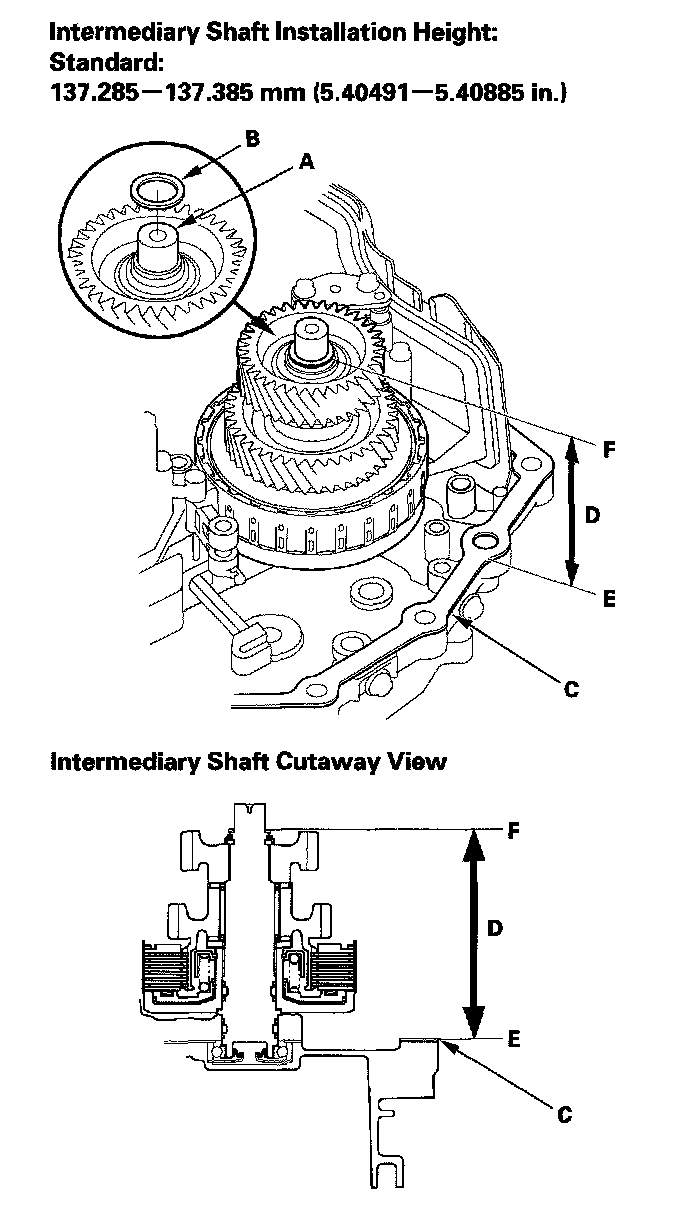 Intermediary Shaft Installation Height:
Standard:
137.285—137.385 mm (5.40491—5.40885 in.)
B
A
F
D
E
C
Intermediary Shaft Cutaway View
F
D
E
C